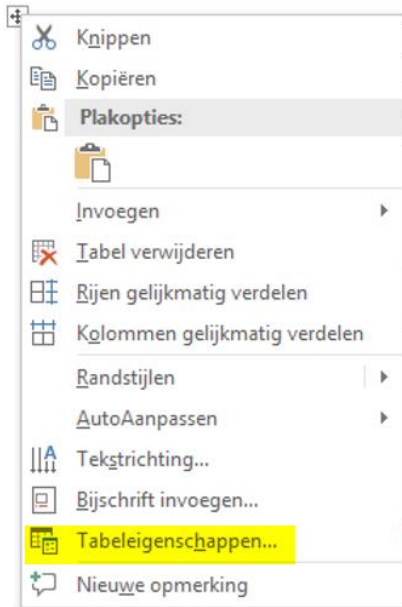 Knippen
Kopiëren
Plakopties:
Invoegen
Tabel verwijderen
Rijen gelijkmatig verdelen
Kolommen gelijkmatig verdelen
Randstijlen
AutoAanpassen
Tekstrichting...
Bijschrift invoegen...
Tabeleigenschappen...
Nieuwe opmerking